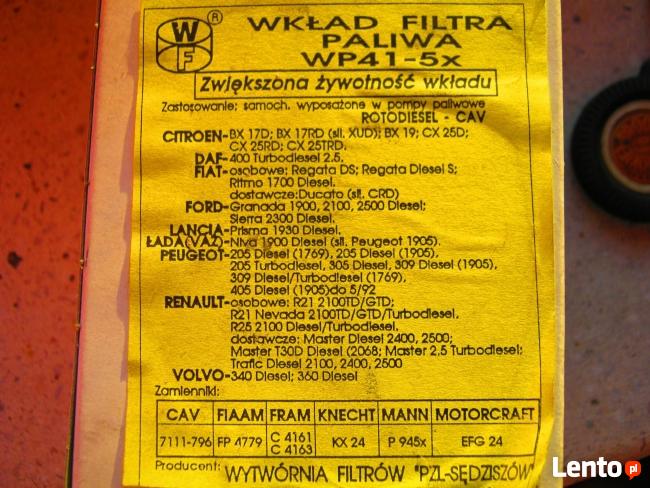 W
F
®
WKŁAD FILTRA
PALIWA
WP41-5x
Zwiększona żywotność wkładu
Zastosowanie: samoch. wyposażone w pompy paliwowe
ROTODIESEL - CAV
CITROEN-BX 17D; BX 17RD (sil. XUD); BX 19; CX 25D;
CX 25RD; CX 25TRD.
DAF-400 Turbodiesel 2.5.
FIAT-osobowe: Regata DS; Regata Diesel S;
Ritmo 1700 Diesel.
dostawcze:Ducato (sil. CRD)
FORD-Granada 1900, 2100, 2500 Diesel;
Sierra 2300 Diesel.
LANCIA-Prisma 1930 Diesel.
ŁADA(VAZ)-Niva 1900 Diesel (sil. Peugeot 1905).
PEUGEOT-205 Diesel (1769), 205 Diesel (1905),
205 Turbodiesel, 305 Diesel, 309 Diesel (1905),
309 Diesel/Turbodiesel (1769),
405 Diesel (1905)do 5/92
RENAULT-osobowe: R21 2100TD/GTD;
R21 Nevada 2100TD/GTD/Turbodiesel,
R25 2100 Diesel/Turbodiesel.
dostawcze: Master Diesel 2400, 2500;
Master T30D Diesel (2068; Master 2.5 Turbodiesel;
Trafic Diesel 2100, 2400, 2500
VOLVO-340 Diesel; 360 Diesel
Zamienniki:
CAV FIAAM FRAM KNECHT MANN MOTORCRAFT
7111-796 FP 4779 C 4161 KX 24 P 945x EFG 24
C 4163
Producent: WYTWÓRNIA FILTRÓW "PZL-SĘDZISZÓW"
Lento.pl